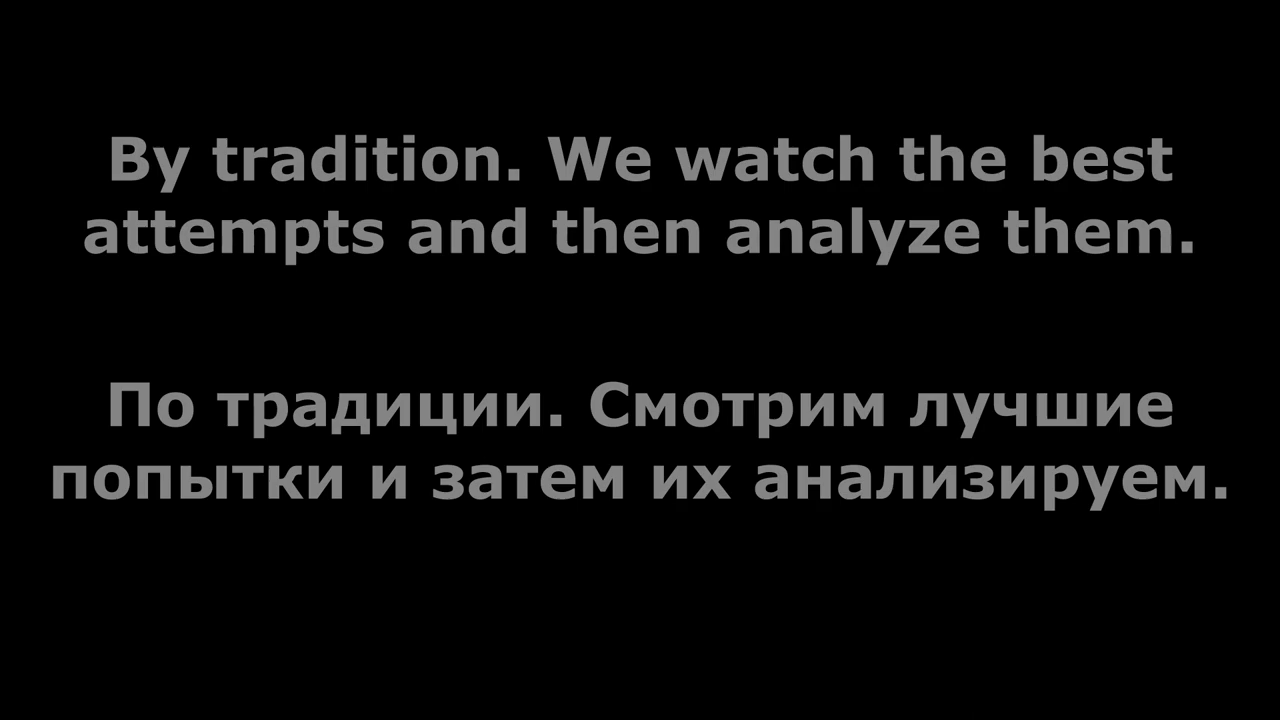 By tradition. We watch the best
attempts and then analyze them.
По традиции. Смотрим лучшие
попытки и затем их анализируем.